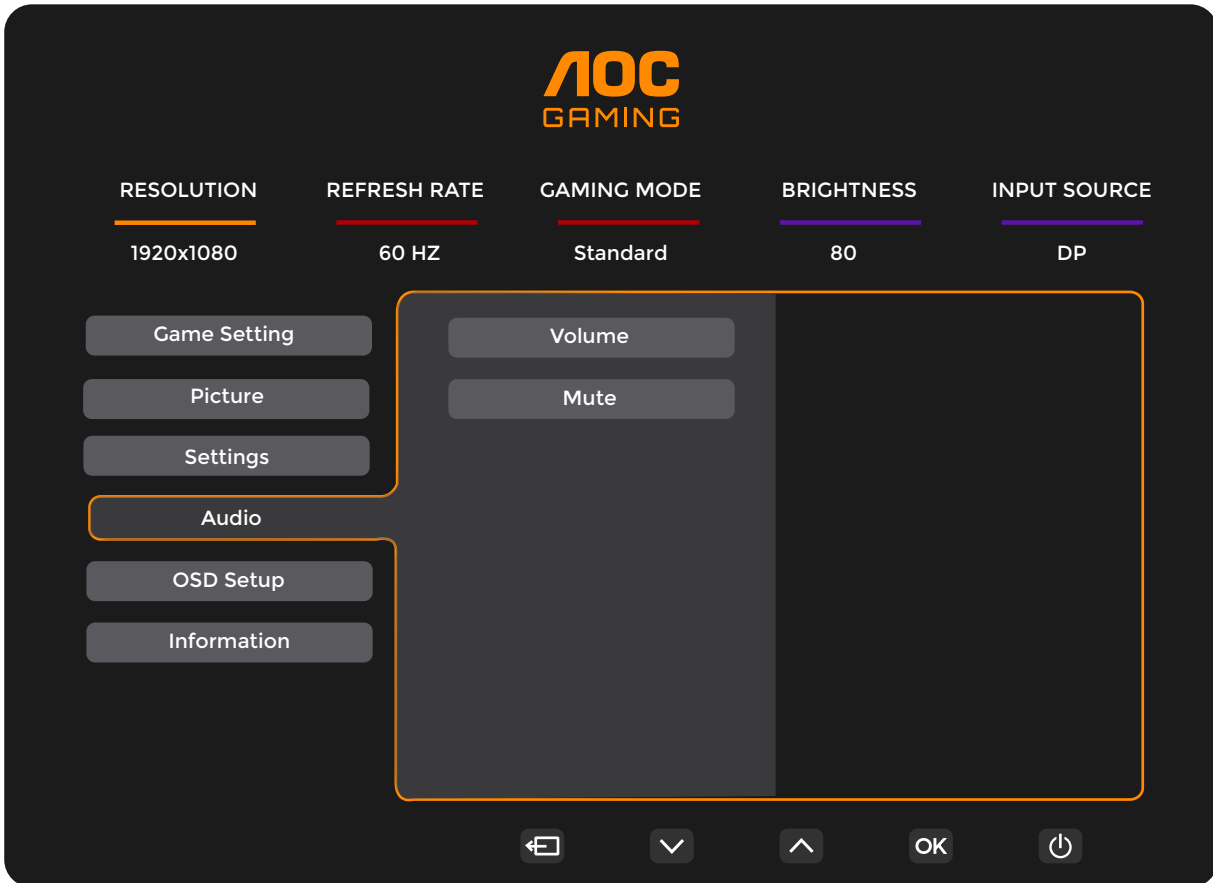 AOC
GAMING
RESOLUTION REFRESH RATE GAMING MODE BRIGHTNESS INPUT SOURCE
1920x1080 60 HZ Standard 80 DP
Game Setting Volume
Picture Mute
Settings
Audio
OSD Setup
Information
OK